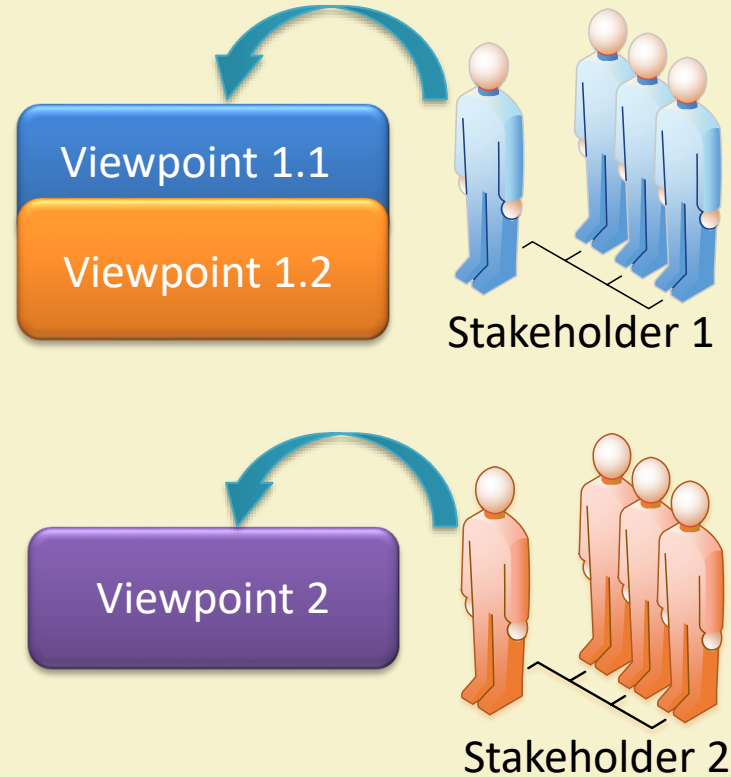 Viewpoint 1.1
Viewpoint 1.2
Stakeholder 1
Viewpoint 2
Stakeholder 2